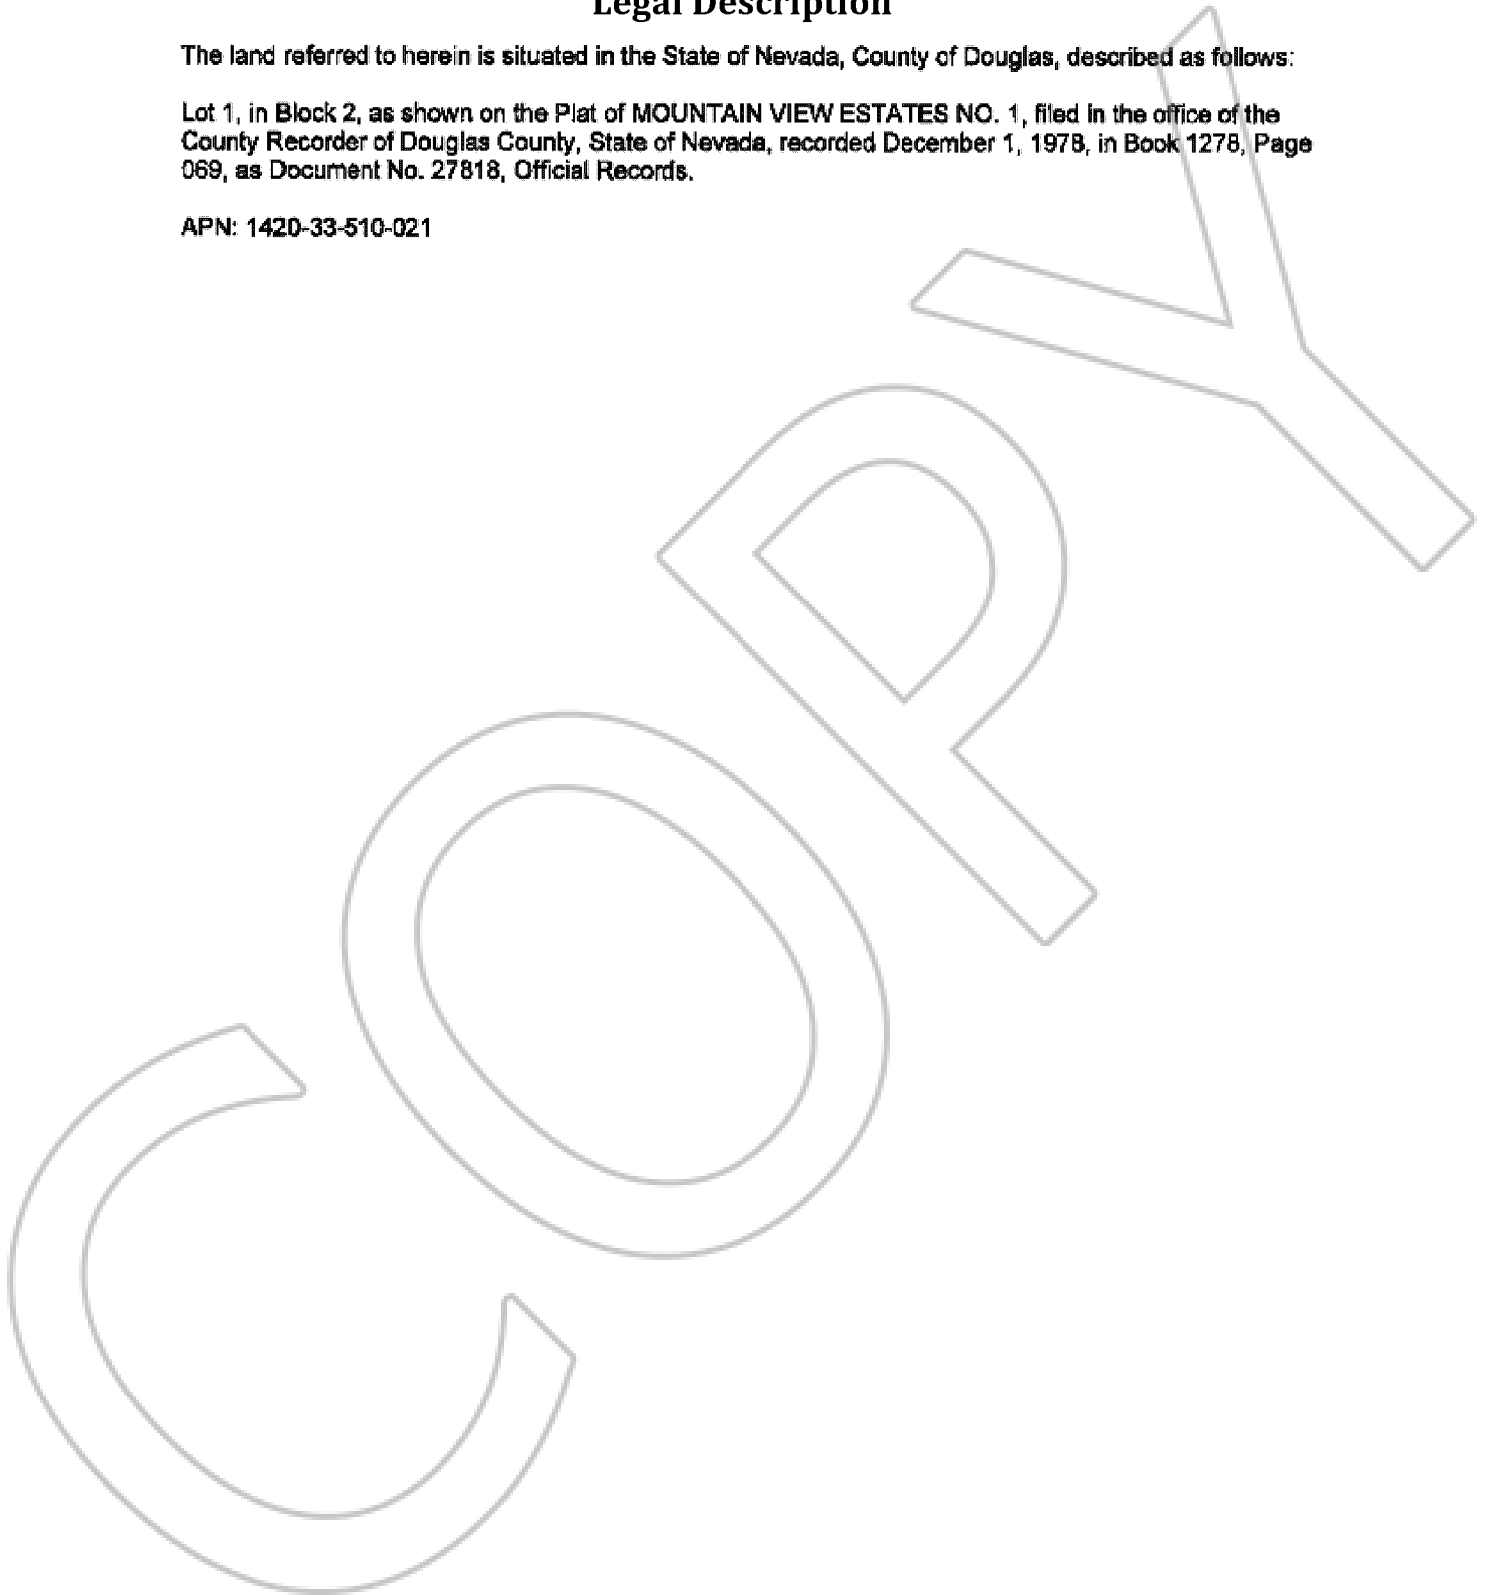 Legal Description
The land referred to herein is situated in the State of Nevada, County of Douglas, described as follows:
Lot 1, in Block 2, as shown on the Plat of MOUNTAIN VIEW ESTATES NO. 1, filed in the office of the
County Recorder of Douglas County, State of Nevada, recorded December 1, 1978, in Book 1278, Page
069, as Document No. 27818, Official Records.
APN: 1420-33-510-021
COPY